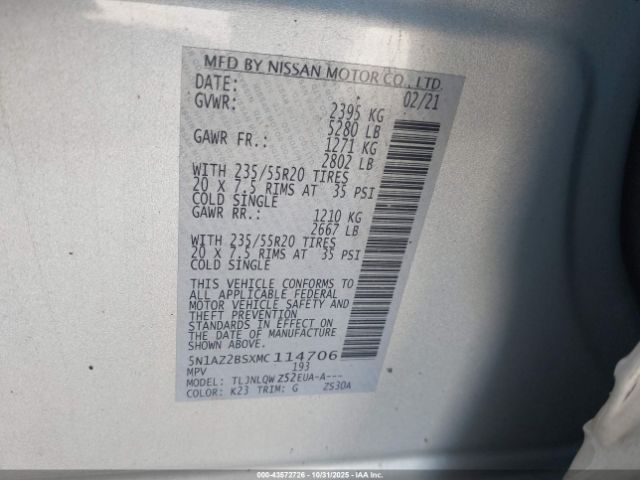 MFD BY NISSAN MOTOR CO., LTD.
DATE: 02/21
GVWR: 2395 KG
5280 LB
GAWR FR.: 1271 KG
2802 LB
WITH 235/55R20 TIRES
20 X 7.5 RIMS AT 35 PSI
COLD SINGLE
GAWR RR.: 1210 KG
2667 LB
WITH 235/55R20 TIRES
20 X 7.5 RIMS AT 35 PSI
COLD SINGLE
THIS VEHICLE CONFORMS TO
ALL APPLICABLE FEDERAL
MOTOR VEHICLE SAFETY AND
THEFT PREVENTION
STANDARDS IN EFFECT ON
THE DATE OF MANUFACTURE
SHOWN ABOVE.
5N1AZ2BSXMC114706
MPV 193
MODEL: TLJNLQWZ52EUA-A---
COLOR: K23 TRIM: G ZS30A
000-43572726 - 10/31/2025 - IAA, Inc.